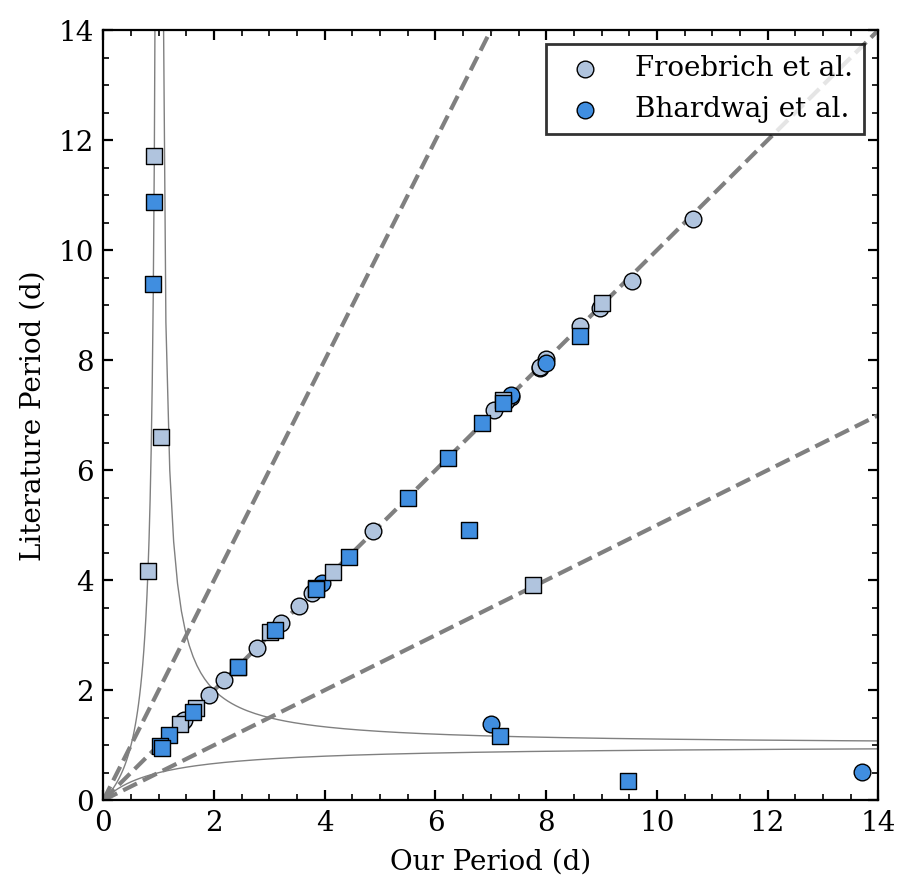 14
12
10
8
6
4
2
0
Literature Period (d)
Froebrich et al.
Bhardwaj et al.
0 2 4 6 8 10 12 14
Our Period (d)